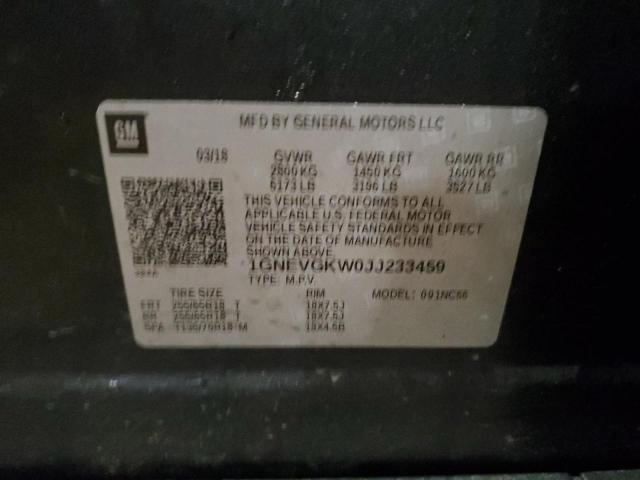 GM
MFD BY GENERAL MOTORS LLC
03/18 GVWR GAWR FRT GAWR RR
2800 KG 1450 KG 1600 KG
6173 LB 3196 LB 3527 LB
THIS VEHICLE CONFORMS TO ALL
APPLICABLE U.S. FEDERAL MOTOR
VEHICLE SAFETY STANDARDS IN EFFECT
ON THE DATE OF MANUFACTURE
SHOWN ABOVE.
1GNEVGKW0JJ233459
TYPE: M.P.V.
TIRE SIZE RIM MODEL:
FRT 255/65R18 T 18X7.5J
RR 255/65R18 T 18X7.5J
SPA 18X4.5B